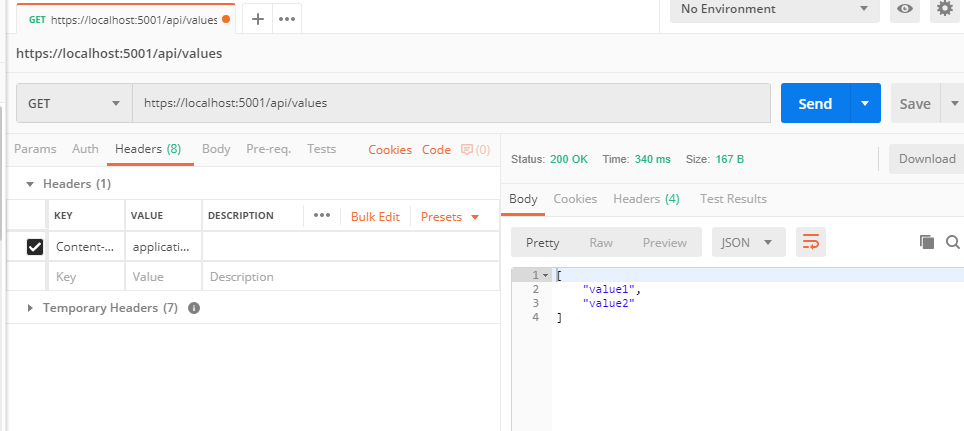 GET https://localhost:5001/api/values
No Environment
https://localhost:5001/api/values
GET https://localhost:5001/api/values Send Save
Params Auth Headers (8) Body Pre-req. Tests Cookies Code (0)
Status: 200 OK Time: 340 ms Size: 167 B Download
Headers (1)
KEY VALUE DESCRIPTION Bulk Edit Presets
Content-... applicati...
Key Value Description
Temporary Headers (7)
Body Cookies Headers (4) Test Results
Pretty Raw Preview JSON
1 [
2 "value1",
3 "value2"
4 ]